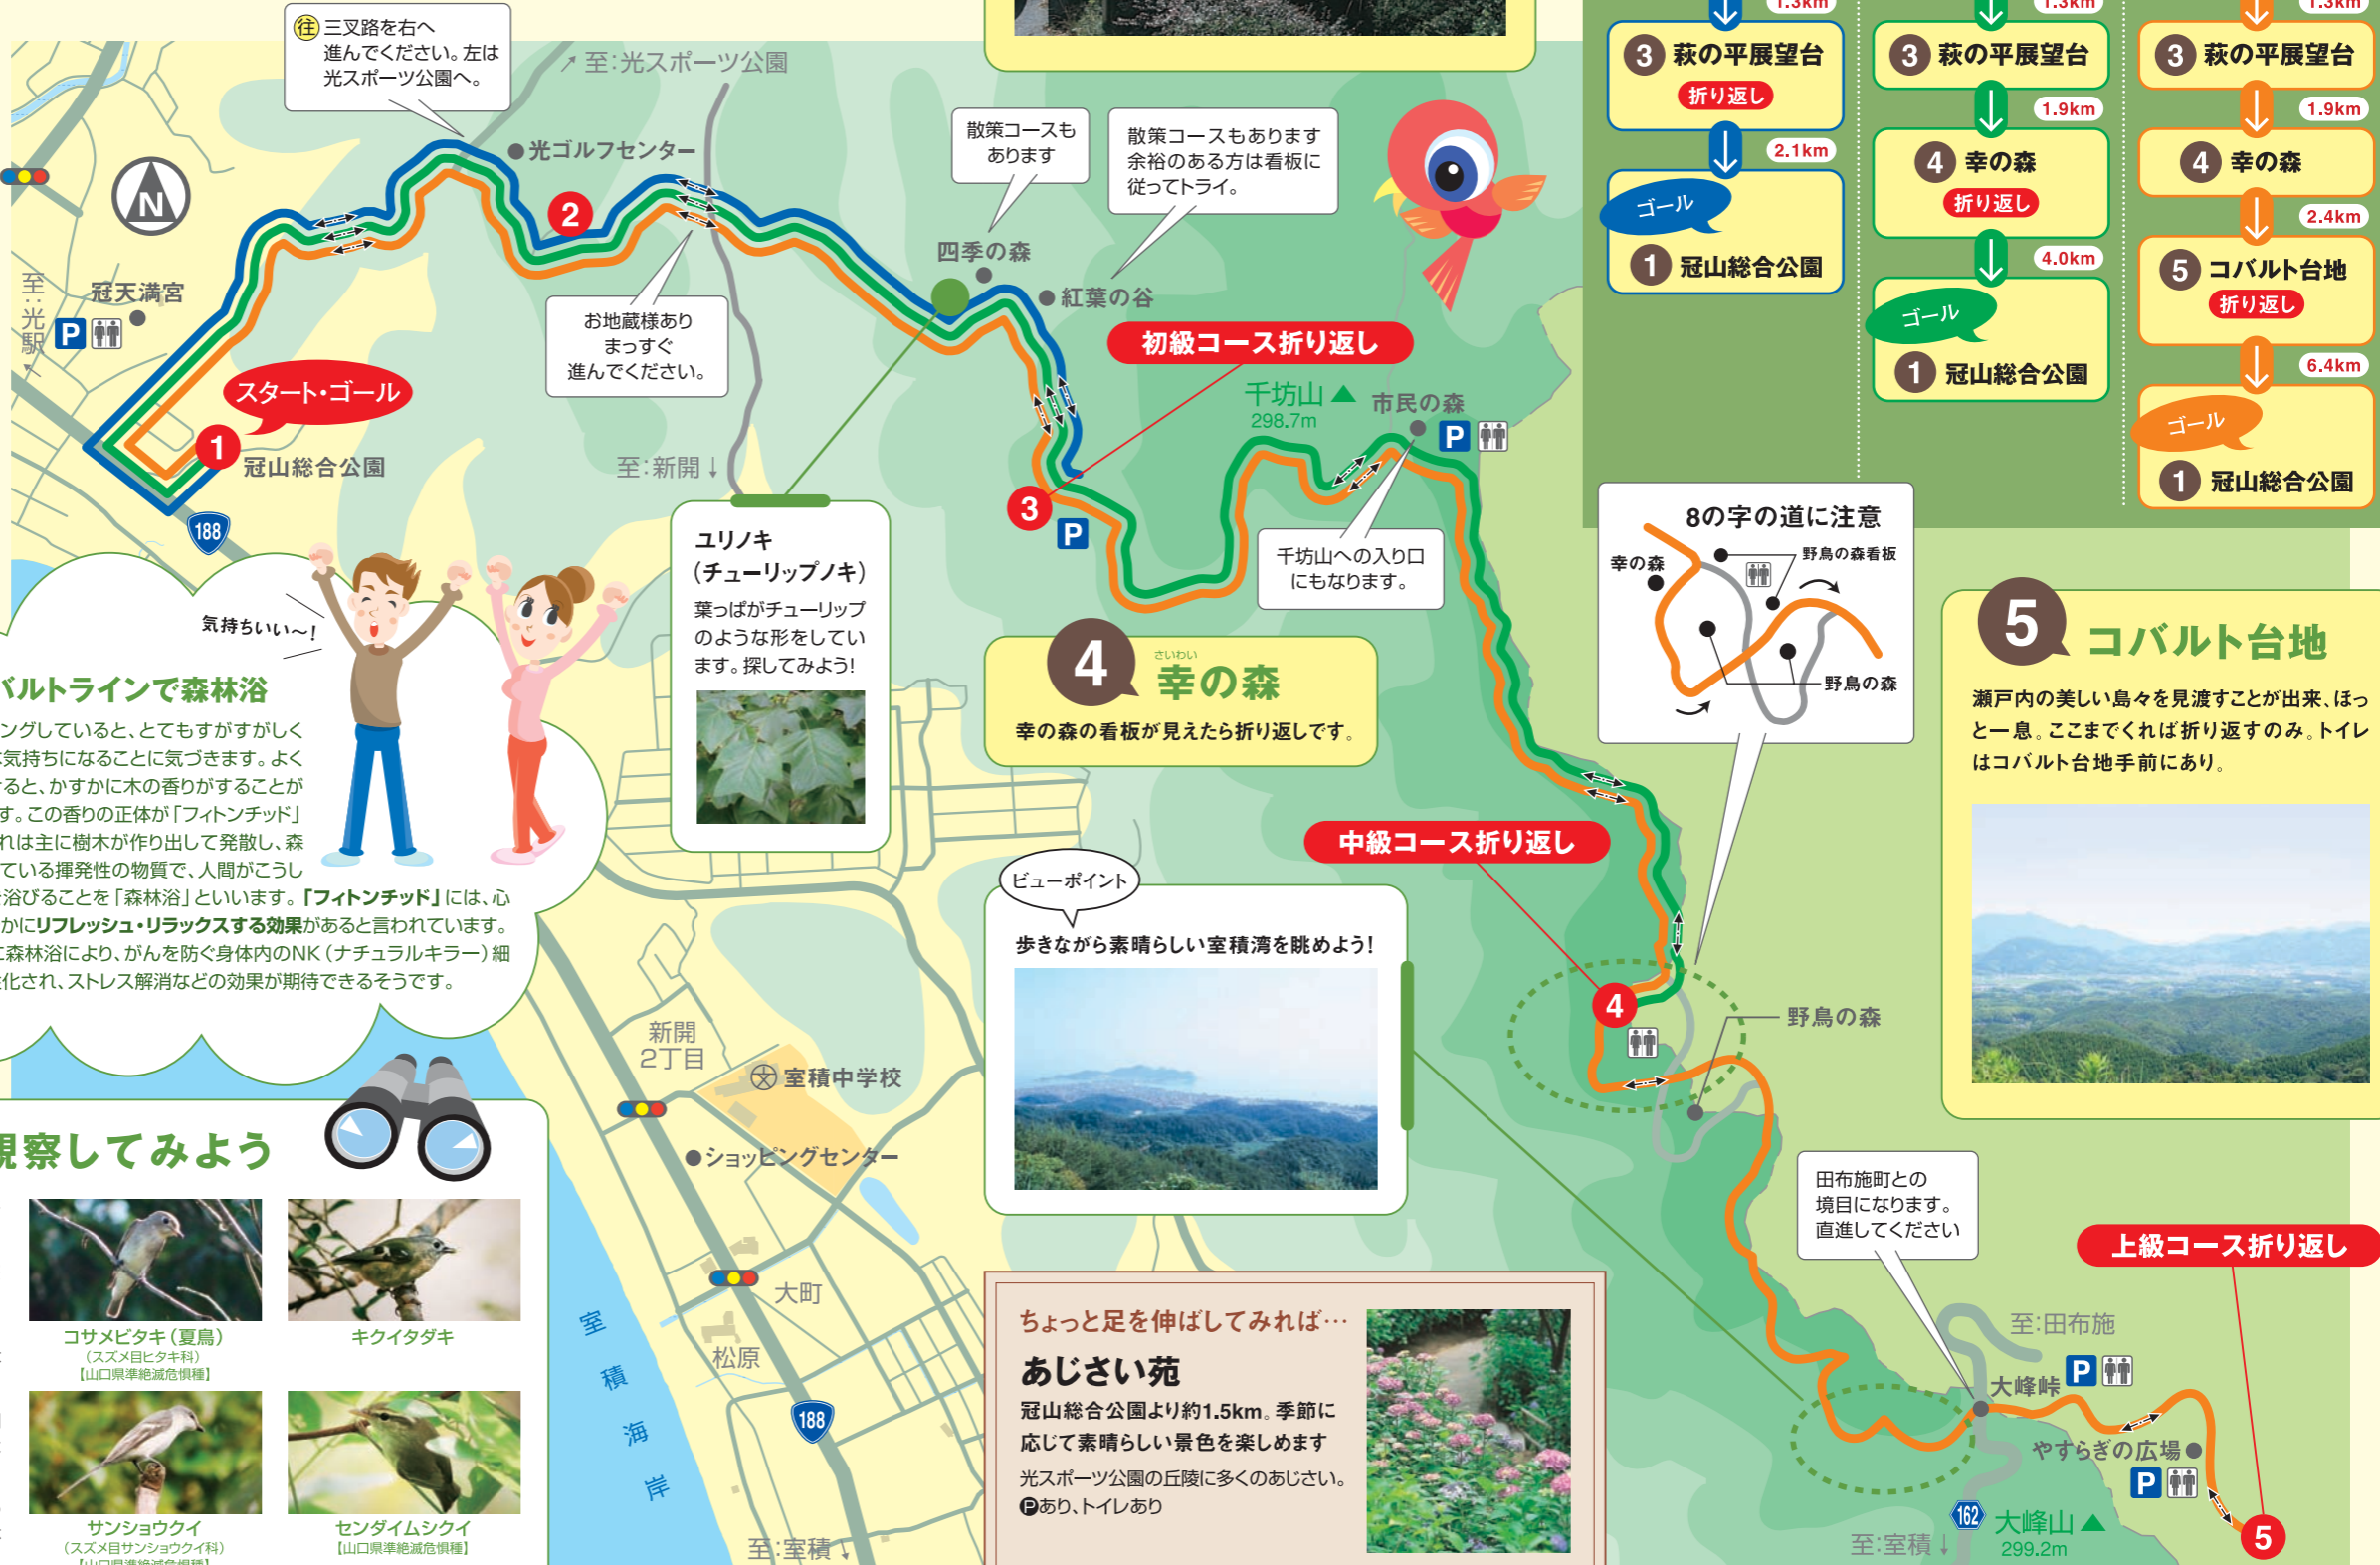 往 三叉路を右へ
進んでください。左は
光スポーツ公園へ。
至:光スポーツ公園
光ゴルフセンター
散策コースも
あります
散策コースもあります
余裕のある方は看板に
従ってトライ。
N
2
四季の森
紅葉の谷
至:光駅
冠天満宮
P
お地蔵様あり
まっすぐ
進んでください。
初級コース折り返し
スタート・ゴール
1
冠山総合公園
188
至:新開↓
千坊山
298.7m
市民の森
P
3
P
千坊山への入り口
にもなります。
1.3km
3 萩の平展望台
折り返し
2.1km
ゴール
1 冠山総合公園
1.3km
3 萩の平展望台
1.9km
4 幸の森
折り返し
4.0km
ゴール
1 冠山総合公園
1.3km
3 萩の平展望台
1.9km
4 幸の森
2.4km
5 コバルト台地
折り返し
6.4km
ゴール
1 冠山総合公園
8の字の道に注意
幸の森
野鳥の森看板
野鳥の森
ユリノキ
(チューリップノキ)
葉っぱがチューリップ
のような形をしてい
ます。探してみよう!
気持ちいい〜!
バルトラインで森林浴
ングしていると、とてもすがすがしく
気持ちになることに気づきます。よく
ると、かすかに木の香りがすることが
す。この香りの正体が「フィトンチッド」
れは主に樹木が作り出して発散し、森
ている揮発性の物質で、人間がこうし
浴びることを「森林浴」といいます。「フィトンチッド」には、心
かにリフレッシュ・リラックスする効果があると言われています。
に森林浴により、がんを防ぐ身体内のNK(ナチュラルキラー)細
化され、ストレス解消などの効果が期待できるそうです。
4 さいわい
幸の森
幸の森の看板が見えたら折り返しです。
5 コバルト台地
瀬戸内の美しい島々を見渡すことが出来、ほっ
と一息。ここまでくれば折り返すのみ。トイレ
はコバルト台地手前にあり。
中級コース折り返し
4
野鳥の森
ビューポイント
歩きながら素晴らしい室積湾を眺めよう!
新開
2丁目
文 室積中学校
ショッピングセンター
大町
松原
188
室積海岸
至:室積
観察してみよう
コサメビタキ(夏鳥)
(スズメ目ヒタキ科)
【山口県準絶滅危惧種】
キクイタダキ
サンショウクイ
(スズメ目サンショウクイ科)
【山口県準絶滅危惧種】
センダイムシクイ
【山口県準絶滅危惧種】
ちょっと足を伸ばしてみれば…
あじさい苑
冠山総合公園より約1.5km。季節に
応じて素晴らしい景色を楽しめます
光スポーツ公園の丘陵に多くのあじさい。
Pあり、トイレあり
田布施町との
境目になります。
直進してください
上級コース折り返し
至:田布施
大峰峠
P
やすらぎの広場
P
162
大峰山
299.2m
至:室積↓
5